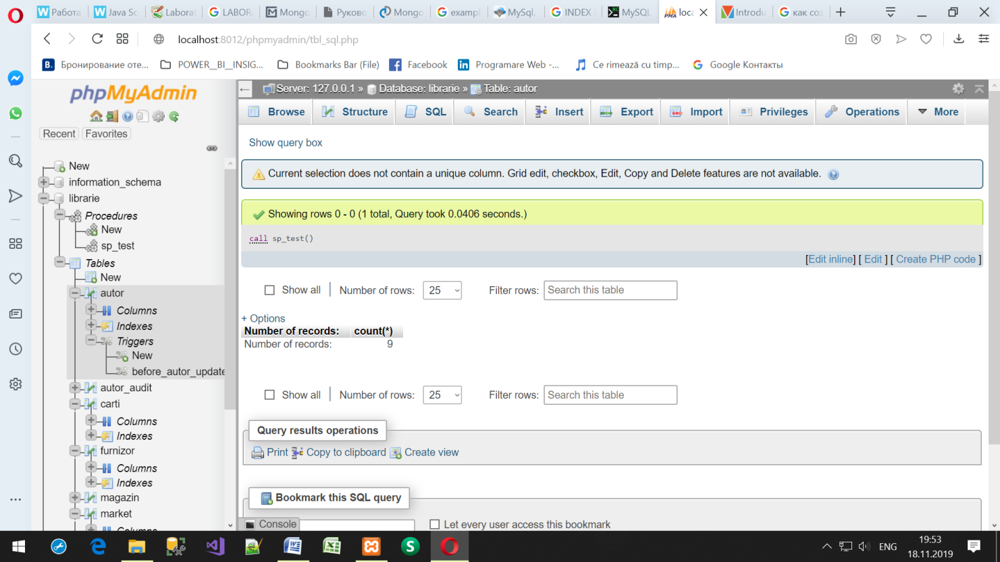 Работа
Java Sc
Laborat
LABOR
Mongo
Руково
Mongo
exampl
MySql.
INDEX
MySQL
loca
Introdu
как соз
localhost:8012/phpmyadmin/tbl_sql.php
Бронирование оте...
POWER__BI__INSIG...
Bookmarks Bar (File)
Facebook
Programare Web -...
Ce rimează cu timp...
Google Контакты
phpMyAdmin
Recent
Favorites
New
information_schema
librarie
Procedures
New
sp_test
Tables
New
autor
Columns
Indexes
Triggers
New
before_autor_update
autor_audit
carti
Columns
Indexes
furnizor
Columns
Indexes
magazin
market
Columns
Server: 127.0.0.1 » Database: librarie » Table: autor
Browse Structure SQL Search Insert Export Import Privileges Operations More
Show query box
Current selection does not contain a unique column. Grid edit, checkbox, Edit, Copy and Delete features are not available.
Showing rows 0 - 0 (1 total, Query took 0.0406 seconds.)
call sp_test()
[Edit inline] [ Edit ] [ Create PHP code ]
Show all Number of rows: 25 Filter rows: Search this table
+ Options
Number of records: count(*)
Number of records: 9
Show all Number of rows: 25 Filter rows: Search this table
Query results operations
Print Copy to clipboard Create view
Bookmark this SQL query
Console
Let every user access this bookmark
ENG
19:53
18.11.2019